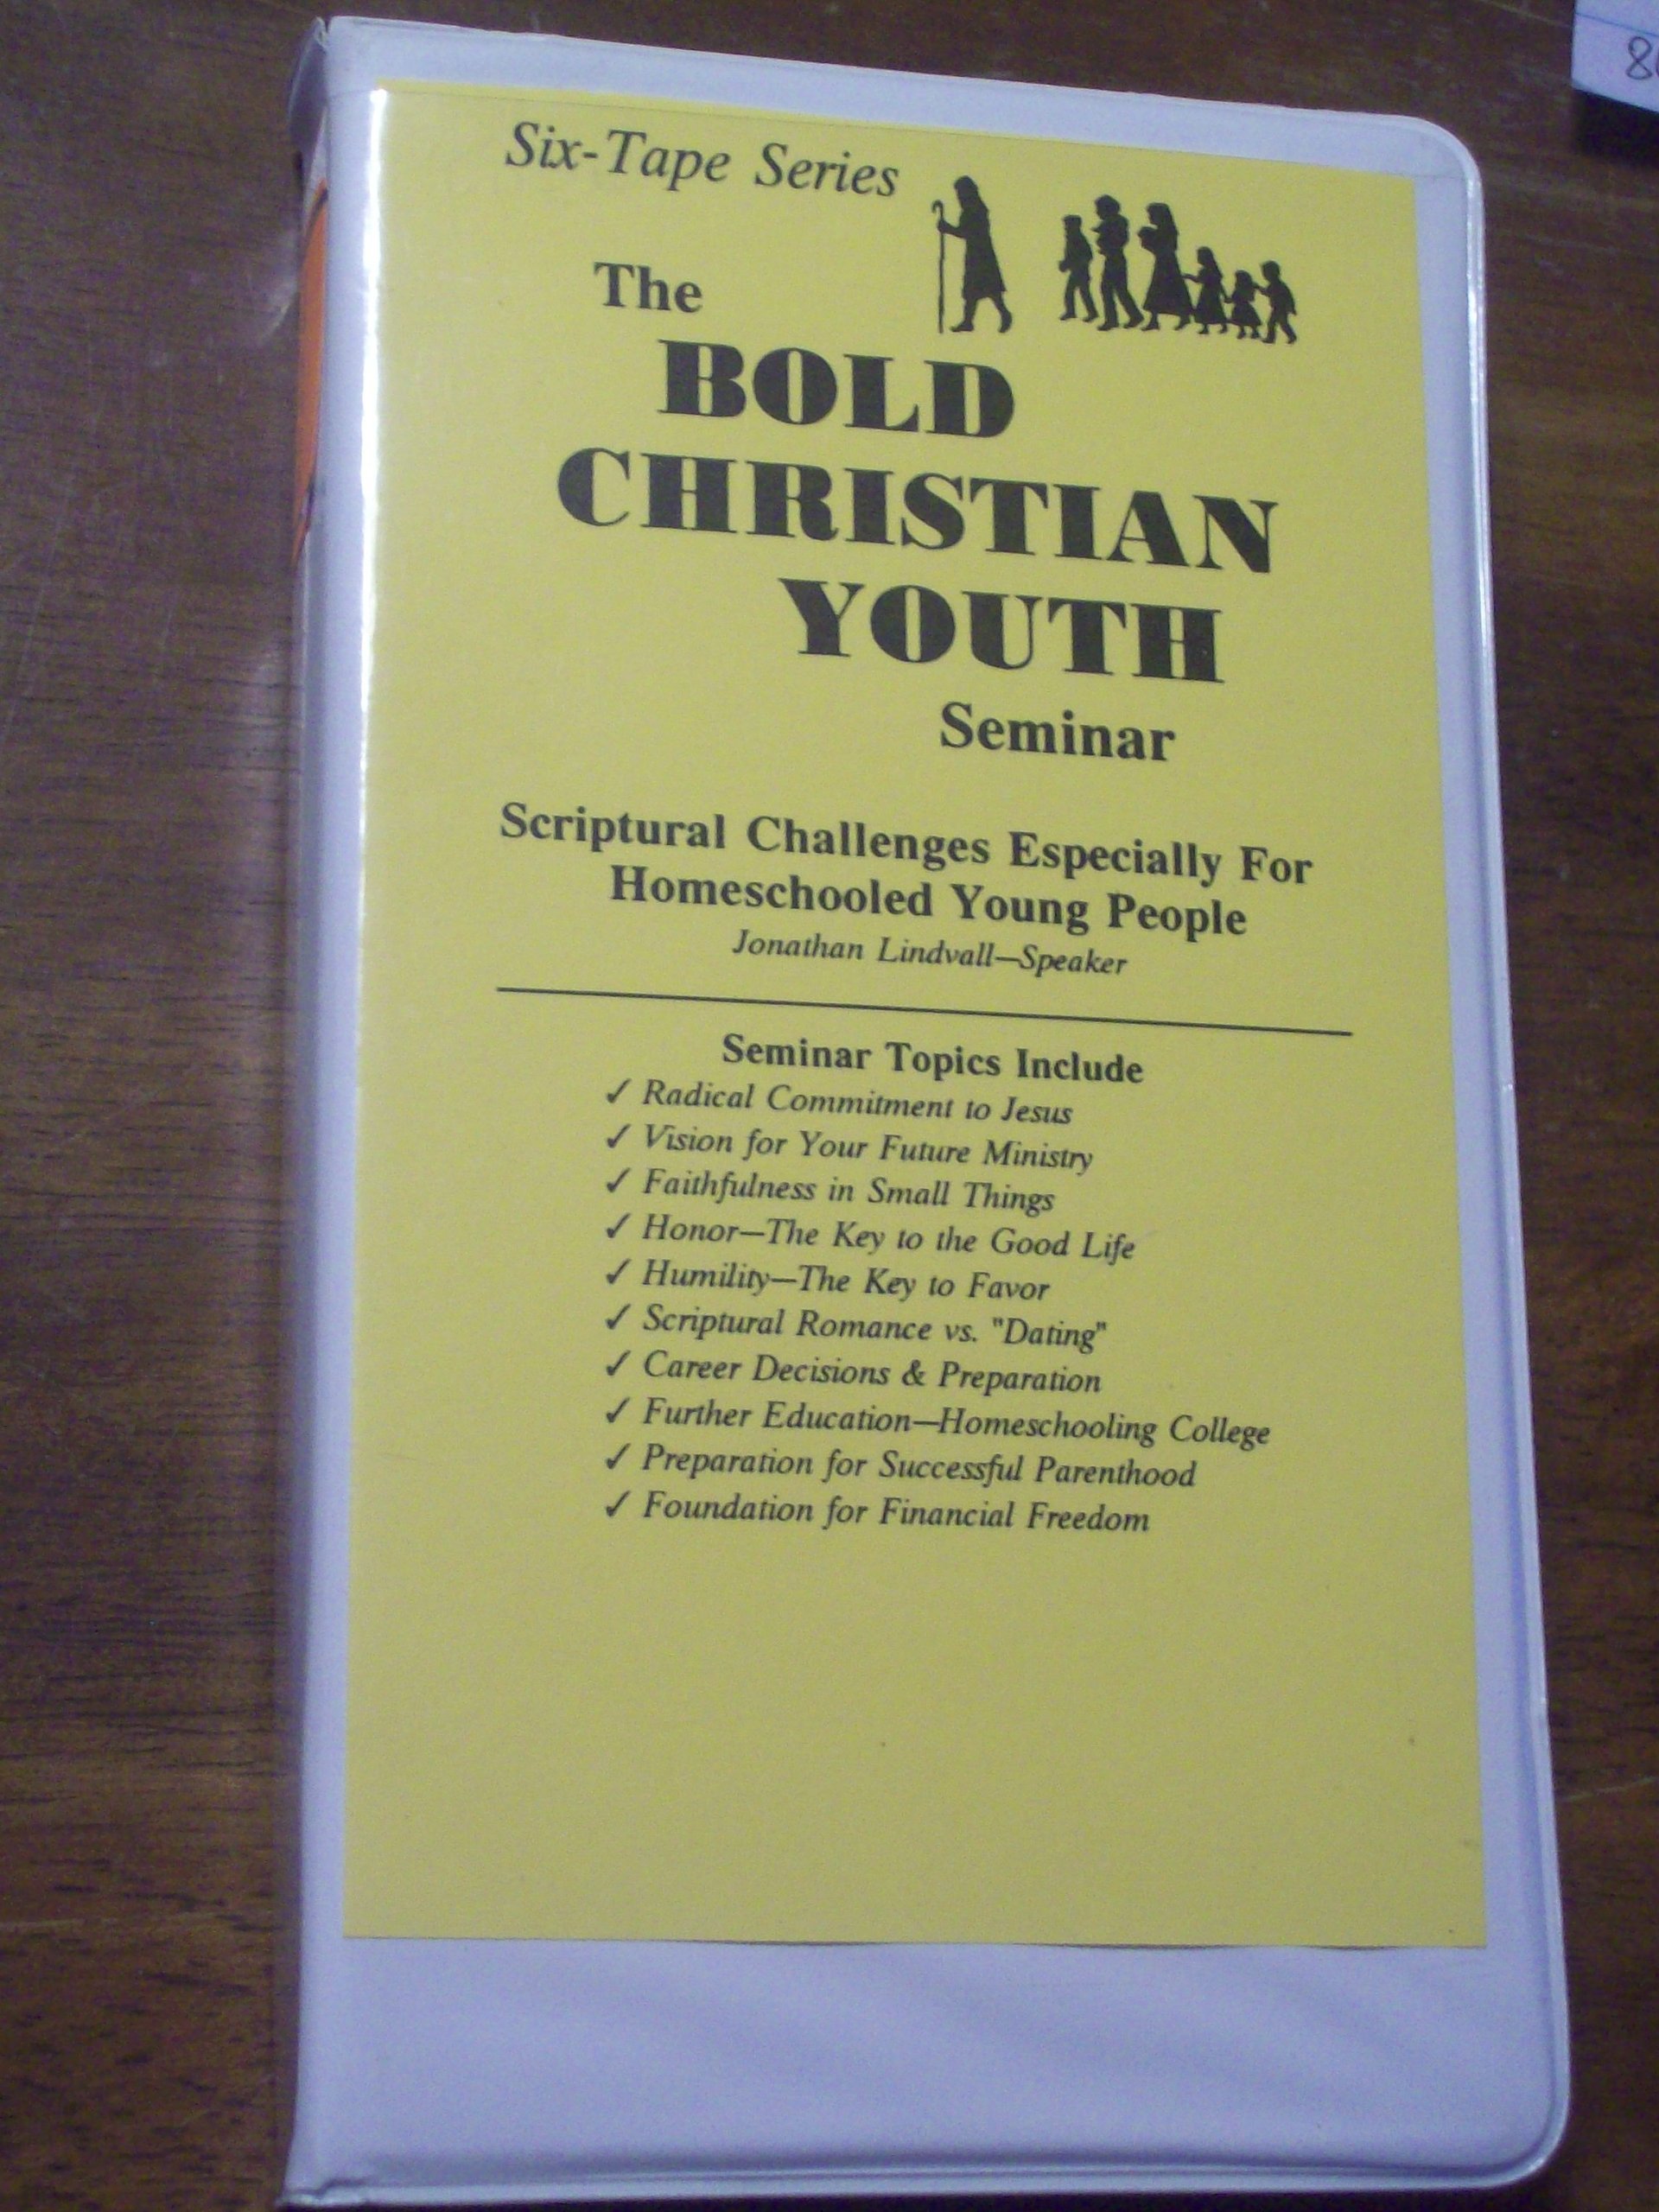 Six-Tape Series
The
BOLD
CHRISTIAN
YOUTH
Seminar
Scriptural Challenges Especially For
Homeschooled Young People
Jonathan Lindvall—Speaker
Seminar Topics Include
✓ Radical Commitment to Jesus
✓ Vision for Your Future Ministry
✓ Faithfulness in Small Things
✓ Honor—The Key to the Good Life
✓ Humility—The Key to Favor
✓ Scriptural Romance vs. "Dating"
✓ Career Decisions & Preparation
✓ Further Education—Homeschooling College
✓ Preparation for Successful Parenthood
✓ Foundation for Financial Freedom